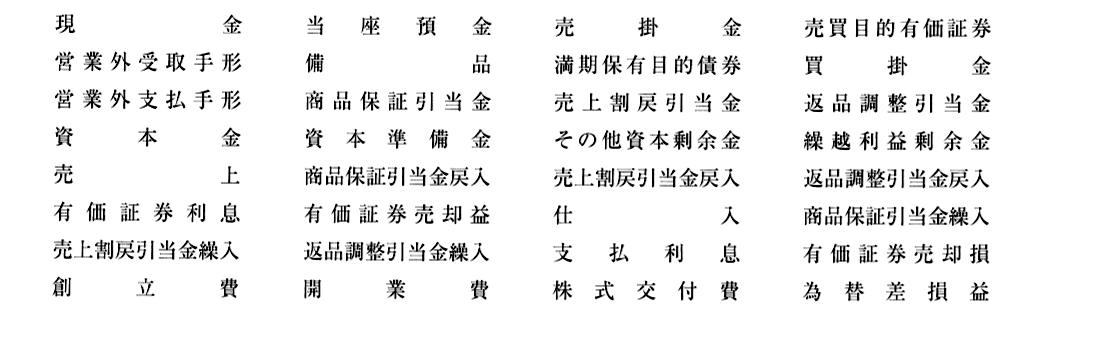 現金 当座預金 売掛金 売買目的有価証券
営業外受取手形 備品 満期保有目的債券 買掛金
営業外支払手形 商品保証引当金 売上割戻引当金 返品調整引当金
資本金 資本準備金 その他資本剰余金 繰越利益剰余金
売上 商品保証引当金戻入 売上割戻引当金戻入 返品調整引当金戻入
有価証券利息 有価証券売却益 仕入 商品保証引当金繰入
売上割戻引当金繰入 返品調整引当金繰入 支払利息 有価証券売却損
創立費 開業費 株式交付費 為替差損益